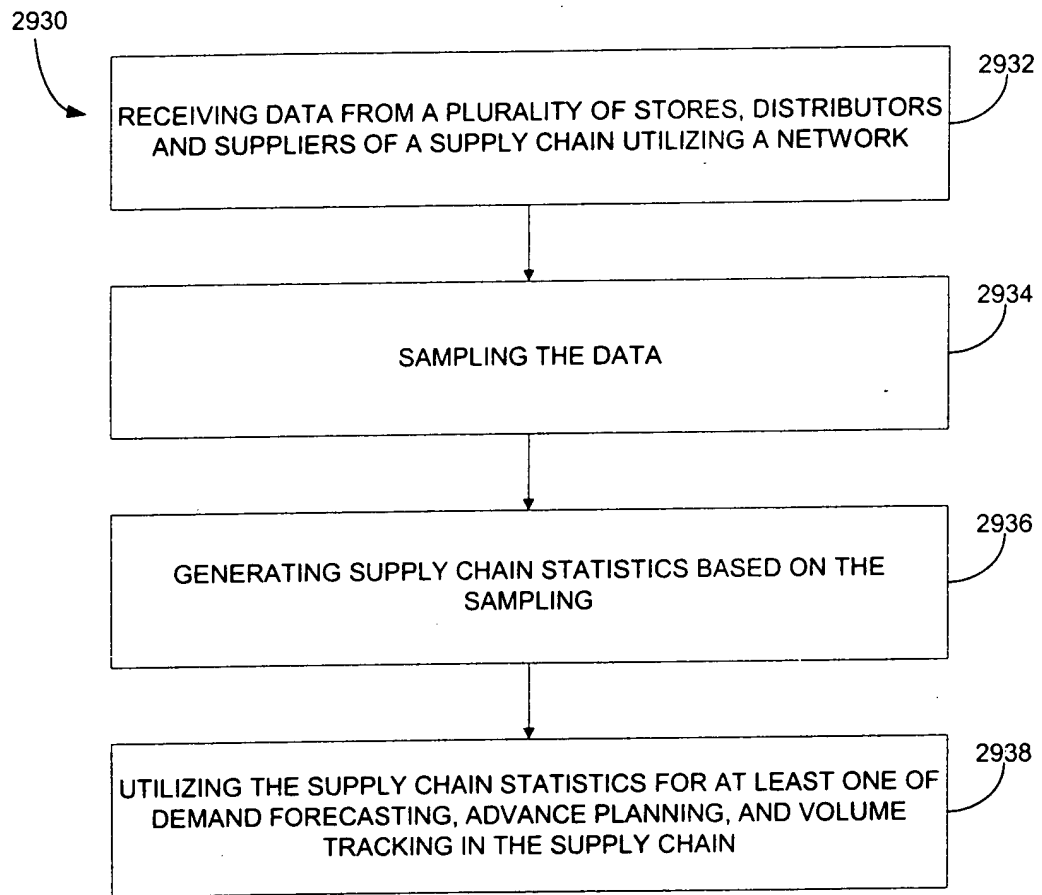 2930
2932
RECEIVING DATA FROM A PLURALITY OF STORES, DISTRIBUTORS
AND SUPPLIERS OF A SUPPLY CHAIN UTILIZING A NETWORK
2934
SAMPLING THE DATA
2936
GENERATING SUPPLY CHAIN STATISTICS BASED ON THE
SAMPLING
2938
UTILIZING THE SUPPLY CHAIN STATISTICS FOR AT LEAST ONE OF
DEMAND FORECASTING, ADVANCE PLANNING, AND VOLUME
TRACKING IN THE SUPPLY CHAIN